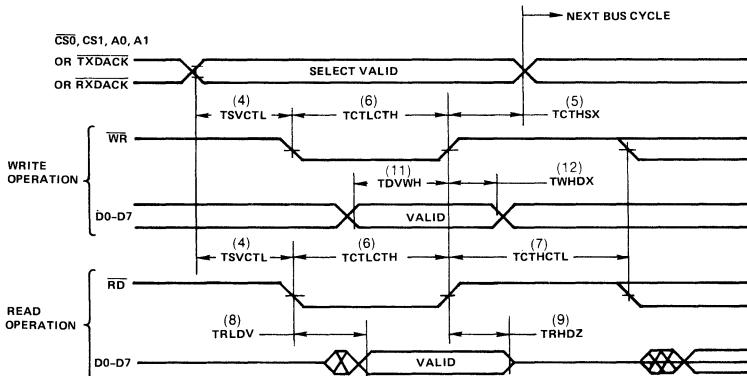 NEXT BUS CYCLE
CS0, CS1, A0, A1
OR TXDACK
OR RXDACK
SELECT VALID
(4) (6) (5)
TSVCTL TCTLCTH TCTHSX
WR
WRITE
OPERATION
(11) (12)
TDVWH TWHDX
D0–D7
VALID
(4) (6) (7)
TSVCTL TCTLCTH TCTHCTL
RD
READ
OPERATION
(8) (9)
TRLDV TRHDZ
D0–D7
VALID